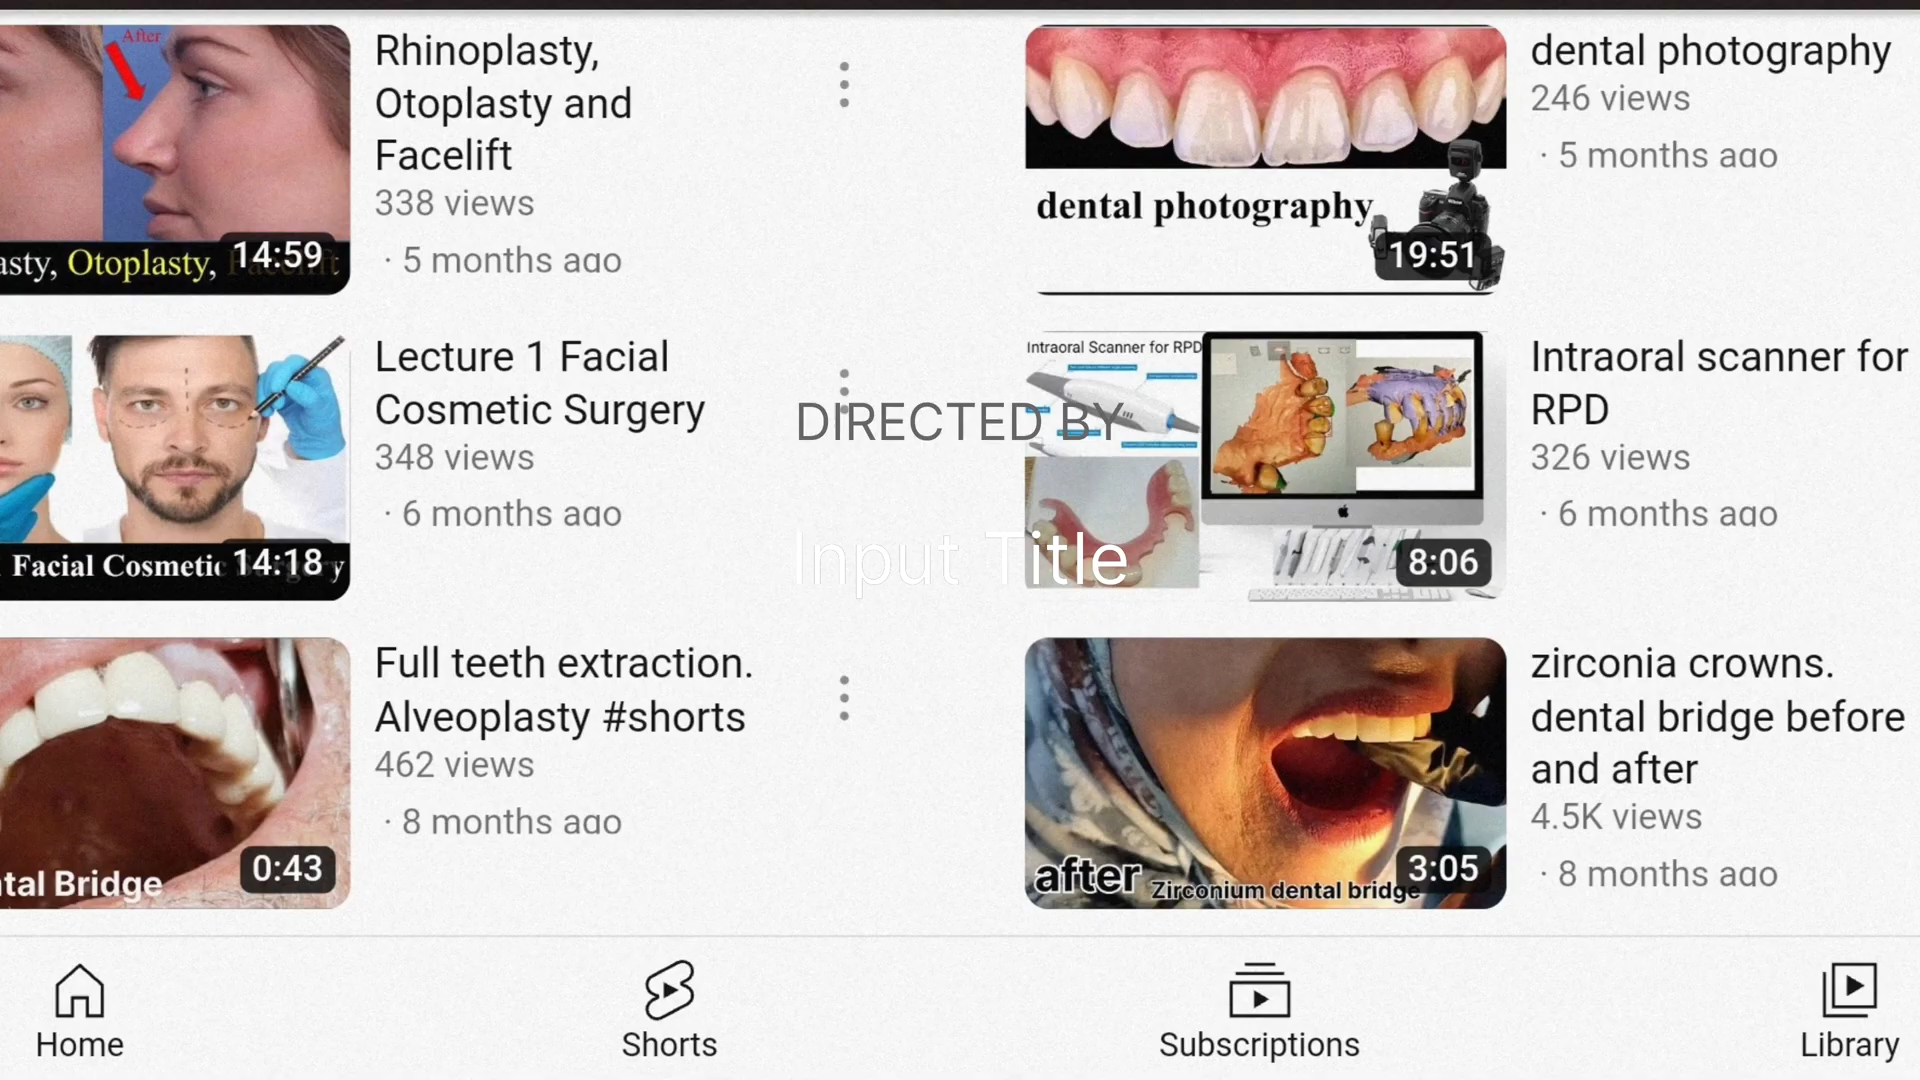 After
asty, Otoplasty,
14:59
Rhinoplasty,
Otoplasty and
Facelift
338 views
· 5 months ago
dental photography
19:51
dental photography
246 views
· 5 months ago
Facial Cosmetic Surgery
14:18
Lecture 1 Facial
Cosmetic Surgery
348 views
· 6 months ago
DIRECTED BY
Input Title
Intraoral Scanner for RPD
8:06
Intraoral scanner for
RPD
326 views
· 6 months ago
ntal Bridge
0:43
Full teeth extraction.
Alveoplasty #shorts
462 views
· 8 months ago
after
Zirconium dental bridge
3:05
zirconia crowns.
dental bridge before
and after
4.5K views
· 8 months ago
Home
Shorts
Subscriptions
Library